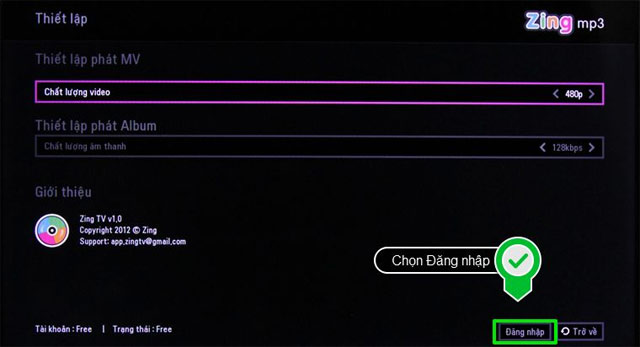 Thiết lập
Zing mp3
Thiết lập phát MV
Chất lượng video < 480p >
Thiết lập phát Album
Chất lượng âm thanh < 128kbps >
Giới thiệu
Zing TV v1.0
Copyright 2012 © Zing
Support: app.zingtv@gmail.com
Chọn Đăng nhập
Tài khoản : Free | Trạng thái : Free
Đăng nhập
Trở về